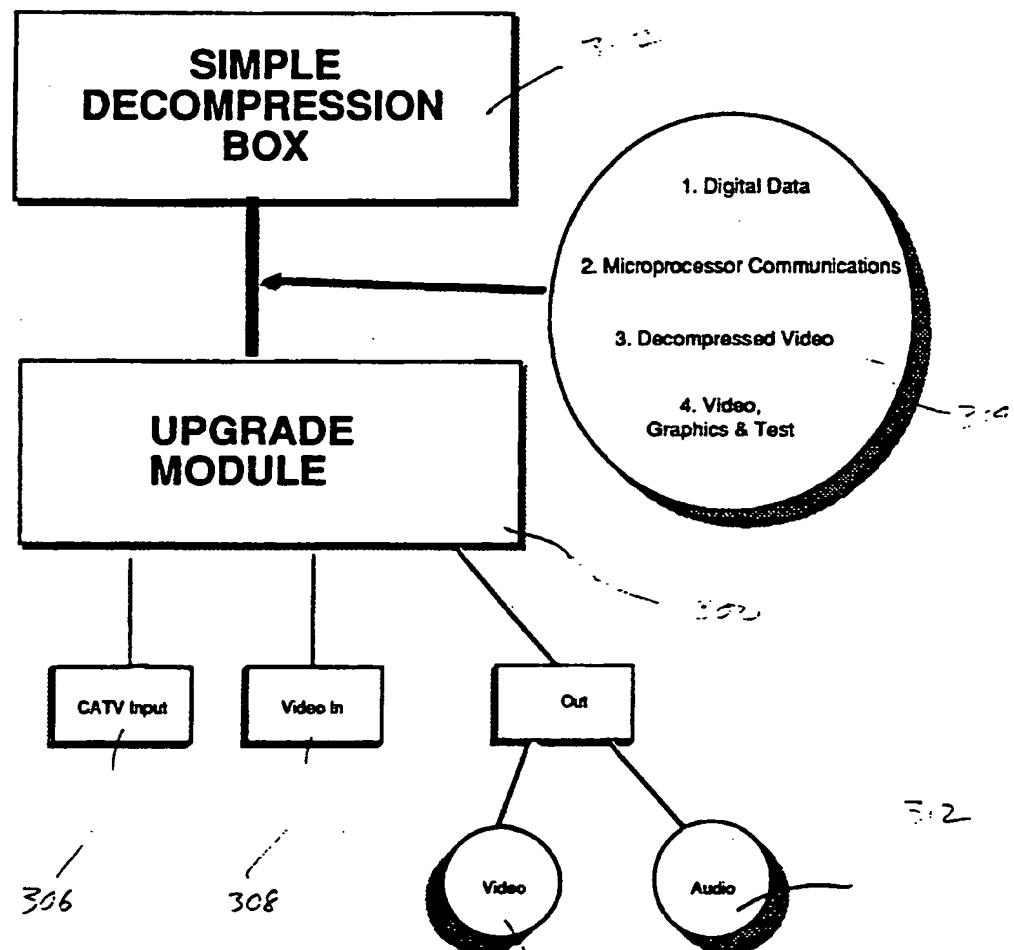 SIMPLE
DECOMPRESSION
BOX
1. Digital Data
2. Microprocessor Communications
3. Decompressed Video
4. Video,
Graphics & Test
UPGRADE
MODULE
CATV Input
Video In
Out
312
306
308
Video
Audio